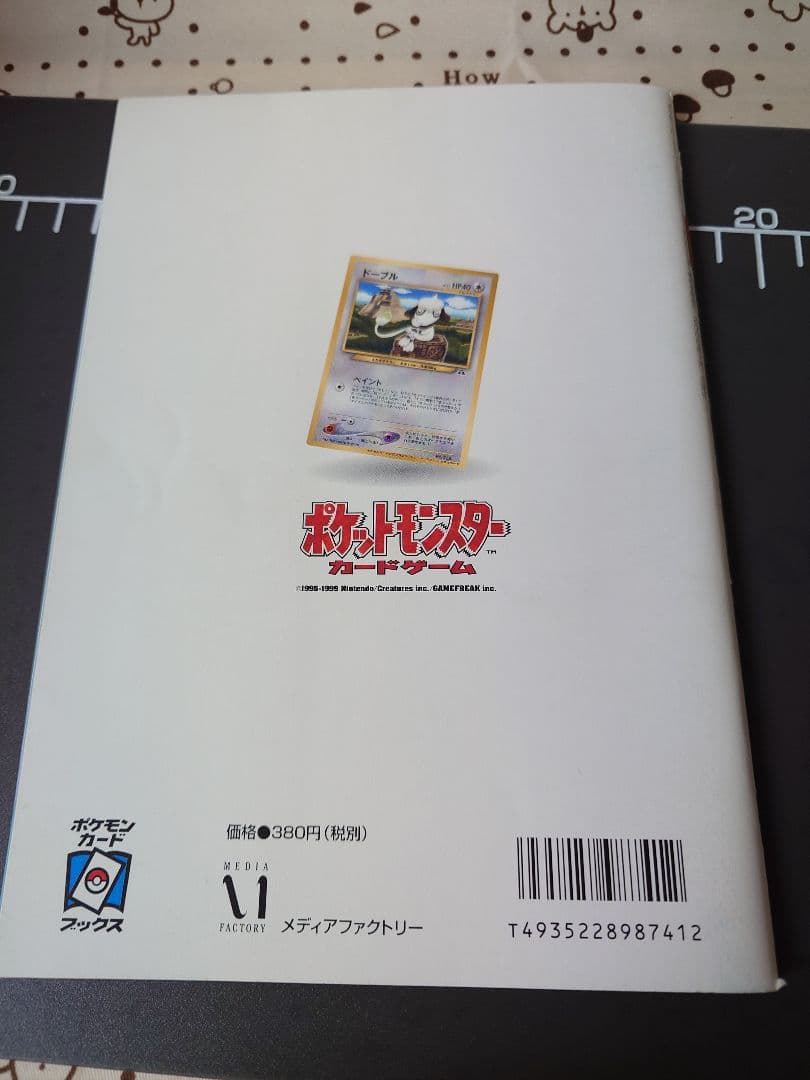 How
20
ドーブル
HP40
ペイント
ポケットモンスター
TM
カードゲーム
©1995-1999 Nintendo/Creatures inc./GAMEFREAK inc.
ポケモン
カード
ブックス
価格●380円(税別)
MEDIA
FACTORY
メディアファクトリー
T4935228987412